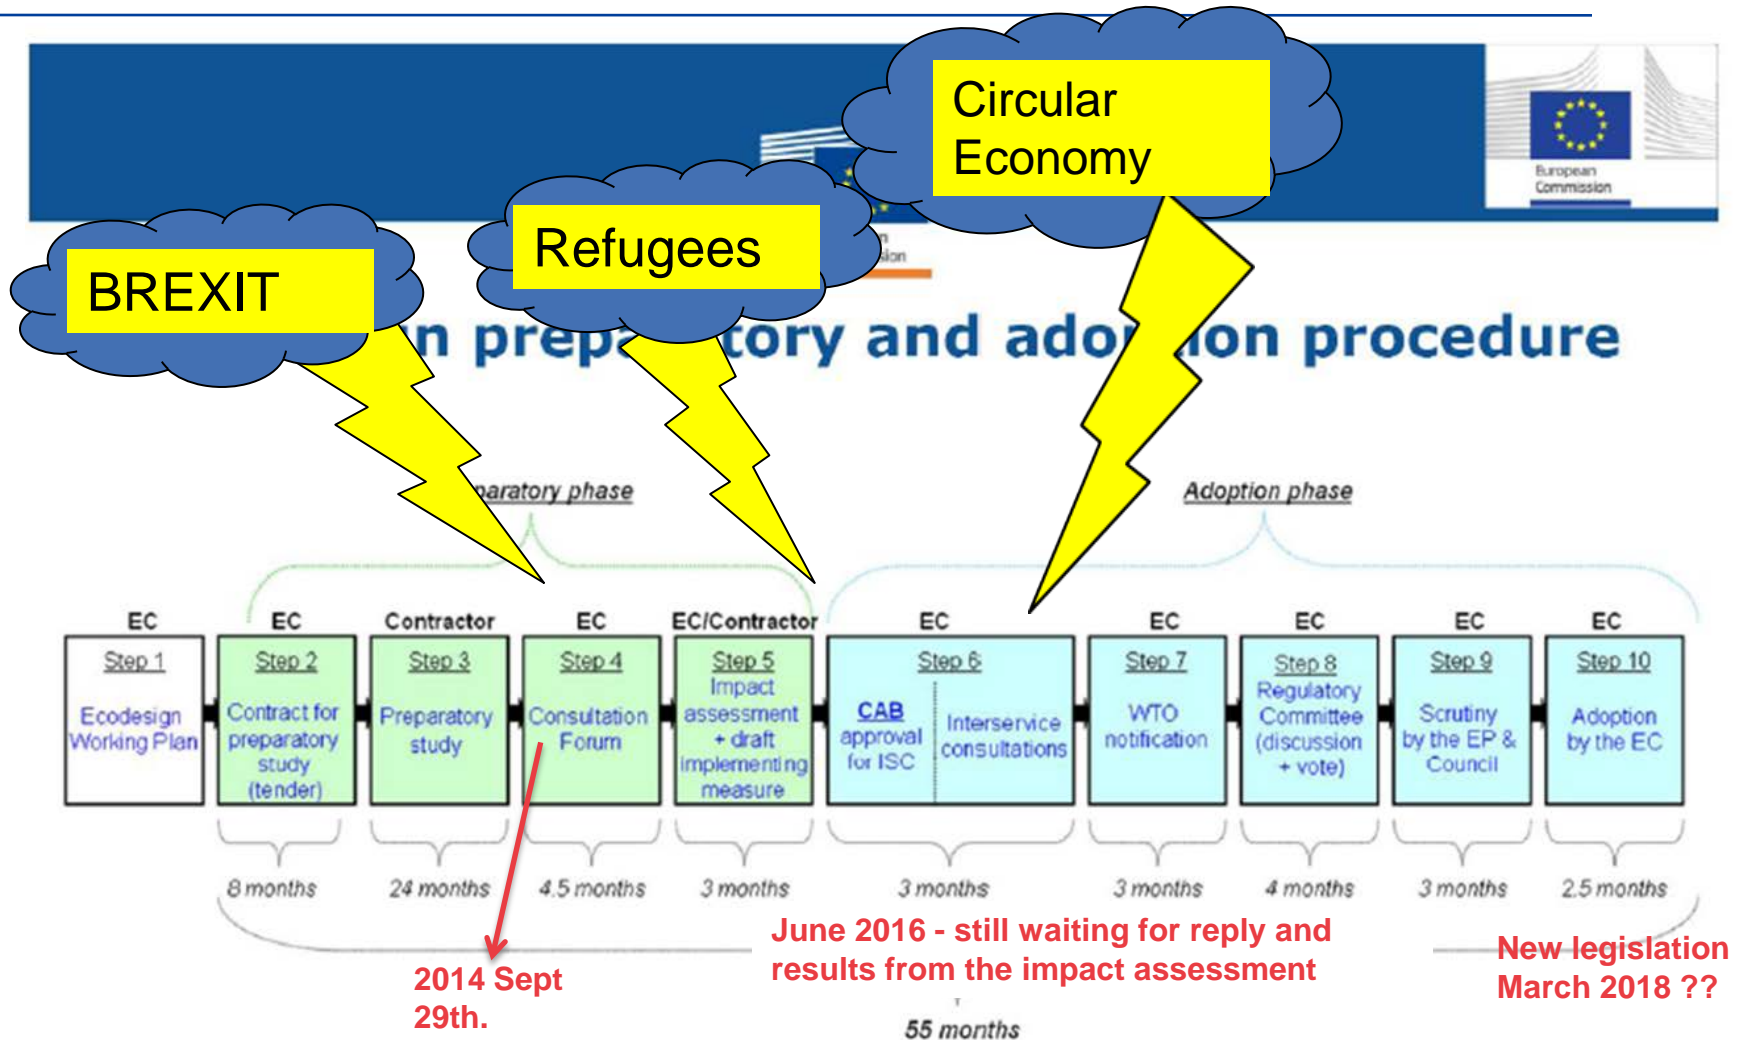 Circular
Economy
European
Commission
Refugees
sion
BREXIT
n prepa tory and adop ion procedure
paratory phase
Adoption phase
EC
EC
Contractor
EC
EC/Contractor
EC
EC
EC
EC
EC
Step 1
Ecodesign
Working Plan
Step 2
Contract for
preparatory
study
(tender)
Step 3
Preparatory
study
Step 4
Consultation
Forum
Step 5
Impact
assessment
+ draft
implementing
measure
Step 6
CAB
approval
for ISC
Interservice
consultations
Step 7
WTO
notification
Step 8
Regulatory
Committee
(discussion
+ vote)
Step 9
Scrutiny
by the EP &
Council
Step 10
Adoption
by the EC
8 months
24 months
4.5 months
3 months
3 months
3 months
4 months
3 months
2.5 months
June 2016 - still waiting for reply and
results from the impact assessment
New legislation
March 2018 ??
2014 Sept
29th.
55 months